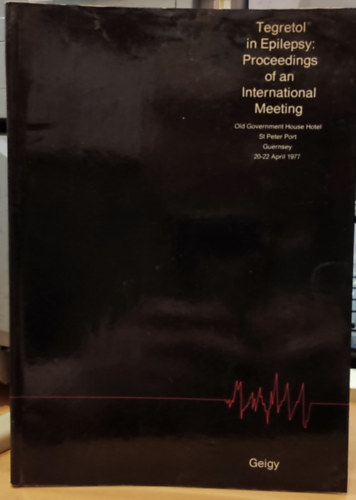 Tegretol
in Epilepsy:
Proceedings
of an
International
Meeting
Old Government House Hotel
St Peter Port
Guernsey
20-22 April 1977
Geigy